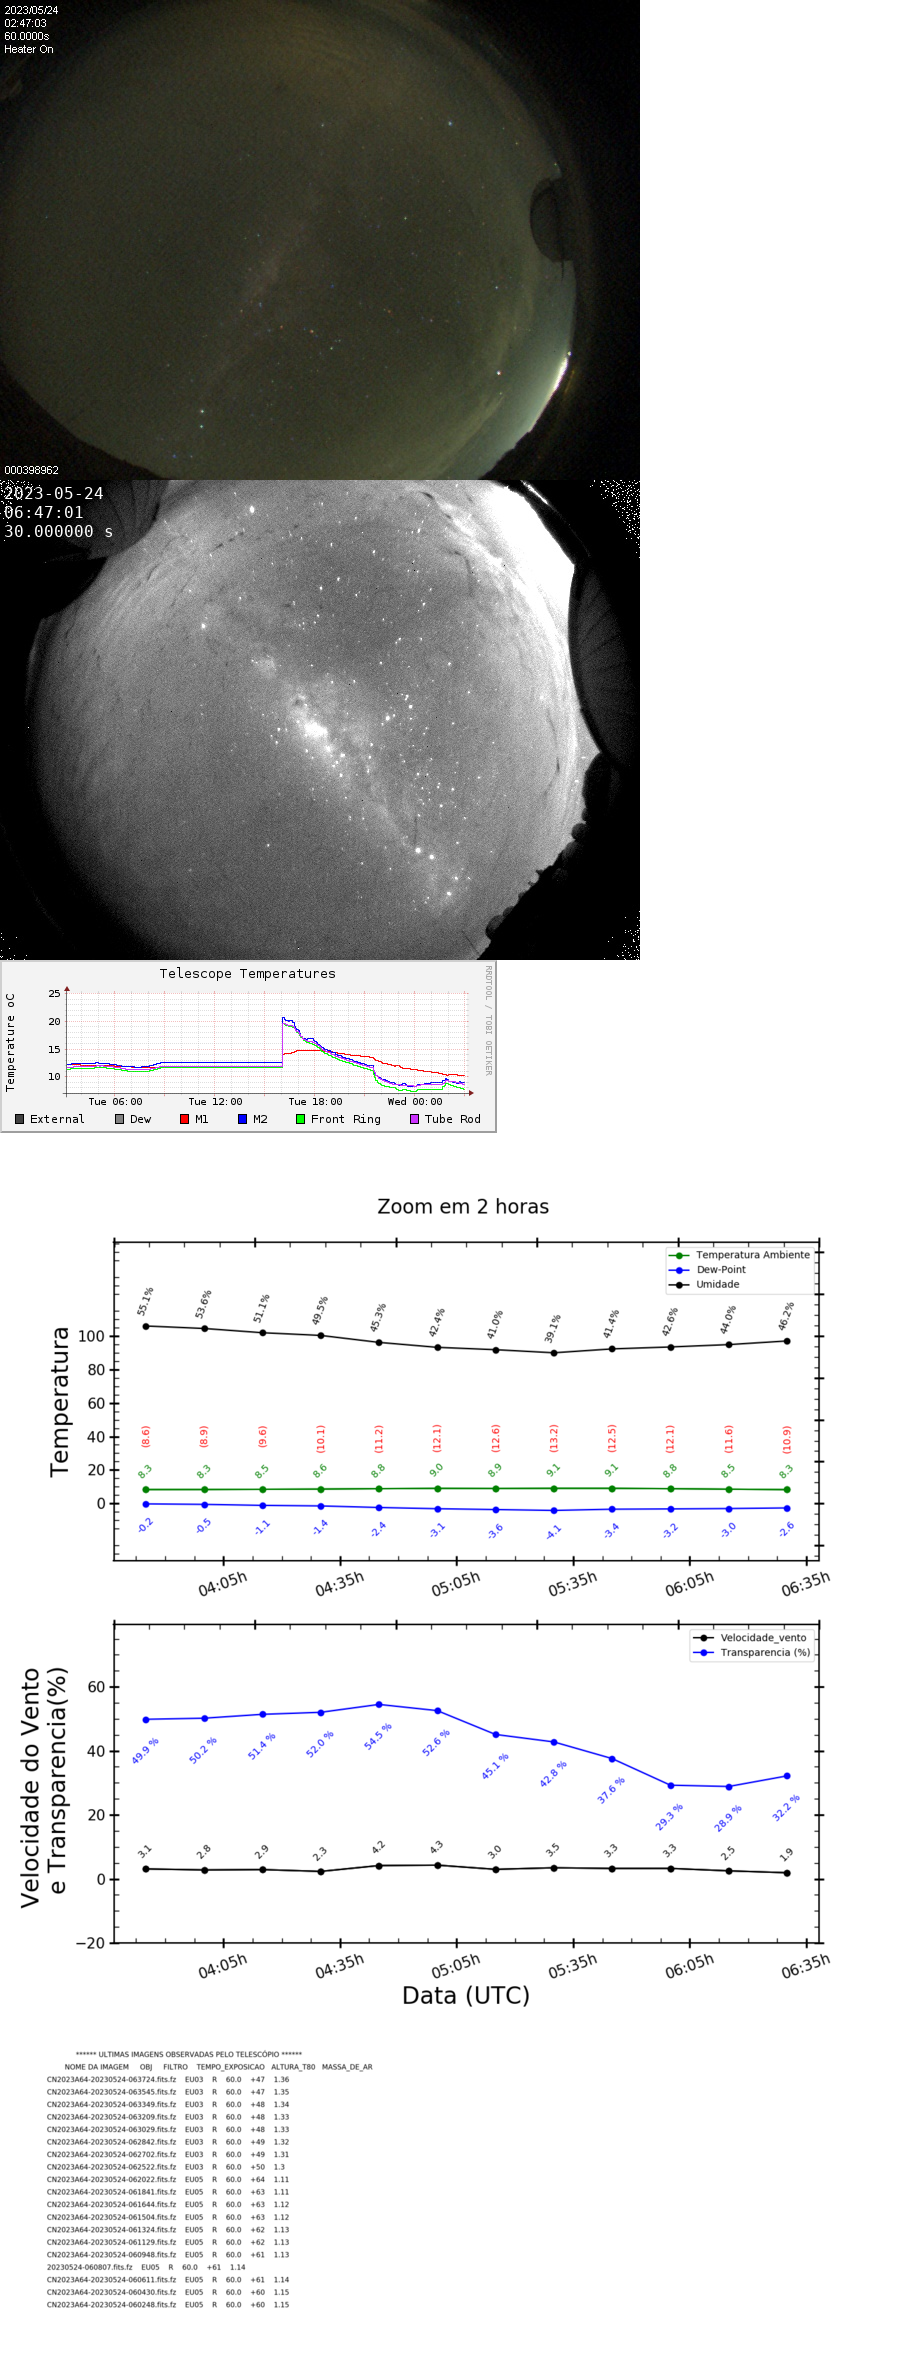 2023/05/24
02:47:03
60.0000s
Heater On
000398962
2023-05-24
06:47:01
30.000000 s
Telescope Temperatures
RRDTOOL / TOBI OETIKER
Temperature oC
25
20
15
10
Tue 06:00 Tue 12:00 Tue 18:00 Wed 00:00
External Dew M1 M2 Front Ring Tube Rod
Zoom em 2 horas
Temperatura Ambiente
Dew-Point
Umidade
Temperatura
100
80
60
40
20
0
55.1% 53.6% 51.1% 49.5% 45.3% 42.4% 41.0% 39.1% 41.4% 42.6% 44.0% 46.2%
(8.6) (8.9) (9.6) (10.1) (11.2) (12.1) (12.6) (13.2) (12.5) (12.1) (11.6) (10.9)
8.3 8.3 8.5 8.6 8.8 9.0 8.9 9.1 9.1 8.8 8.5 8.3
-0.2 -0.5 -1.1 -1.4 -2.4 -3.1 -3.6 -4.1 -3.4 -3.2 -3.0 -2.6
04:05h 04:35h 05:05h 05:35h 06:05h 06:35h
Velocidade_vento
Transparencia (%)
Velocidade do Vento
e Transparencia(%)
60
40
20
0
−20
49.9 % 50.2 % 51.4 % 52.0 % 54.5 % 52.6 % 45.1 % 42.8 % 37.6 % 29.3 % 28.9 % 32.2 %
3.1 2.8 2.9 2.3 4.2 4.3 3.0 3.5 3.3 3.3 2.5 1.9
04:05h 04:35h 05:05h 05:35h 06:05h 06:35h
Data (UTC)
****** ULTIMAS IMAGENS OBSERVADAS PELO TELESCÓPIO ******
NOME DA IMAGEM OBJ FILTRO TEMPO_EXPOSICAO ALTURA_T80 MASSA_DE_AR
CN2023A64-20230524-063724.fits.fz EU03 R 60.0 +47 1.36
CN2023A64-20230524-063545.fits.fz EU03 R 60.0 +47 1.35
CN2023A64-20230524-063349.fits.fz EU03 R 60.0 +48 1.34
CN2023A64-20230524-063209.fits.fz EU03 R 60.0 +48 1.33
CN2023A64-20230524-063029.fits.fz EU03 R 60.0 +48 1.33
CN2023A64-20230524-062842.fits.fz EU03 R 60.0 +49 1.32
CN2023A64-20230524-062702.fits.fz EU03 R 60.0 +49 1.31
CN2023A64-20230524-062522.fits.fz EU03 R 60.0 +50 1.3
CN2023A64-20230524-062022.fits.fz EU05 R 60.0 +64 1.11
CN2023A64-20230524-061841.fits.fz EU05 R 60.0 +63 1.11
CN2023A64-20230524-061644.fits.fz EU05 R 60.0 +63 1.12
CN2023A64-20230524-061504.fits.fz EU05 R 60.0 +63 1.12
CN2023A64-20230524-061324.fits.fz EU05 R 60.0 +62 1.13
CN2023A64-20230524-061129.fits.fz EU05 R 60.0 +62 1.13
CN2023A64-20230524-060948.fits.fz EU05 R 60.0 +61 1.13
20230524-060807.fits.fz EU05 R 60.0 +61 1.14
CN2023A64-20230524-060611.fits.fz EU05 R 60.0 +61 1.14
CN2023A64-20230524-060430.fits.fz EU05 R 60.0 +60 1.15
CN2023A64-20230524-060248.fits.fz EU05 R 60.0 +60 1.15